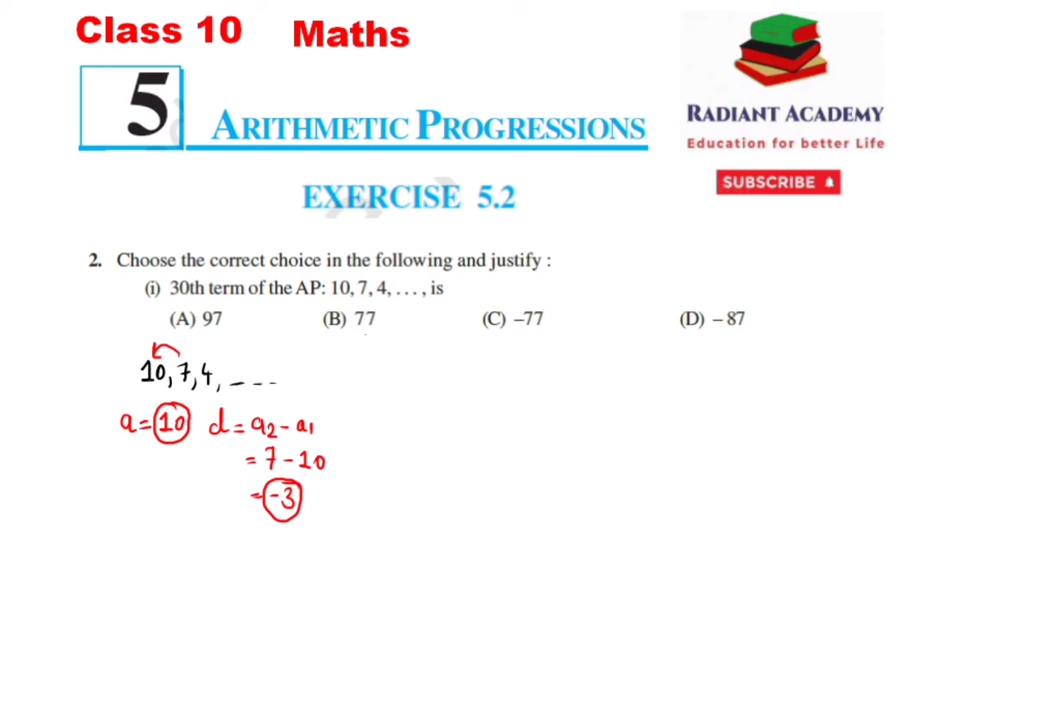 Class 10 Maths
5 ARITHMETIC PROGRESSIONS
RADIANT ACADEMY
Education for better Life
SUBSCRIBE
EXERCISE 5.2
2. Choose the correct choice in the following and justify :
(i) 30th term of the AP: 10, 7, 4, . . . , is
(A) 97 (B) 77 (C) –77 (D) – 87
10, 7, 4, – – – –
a = 10 d = a2 – a1
= 7 – 10
= –3